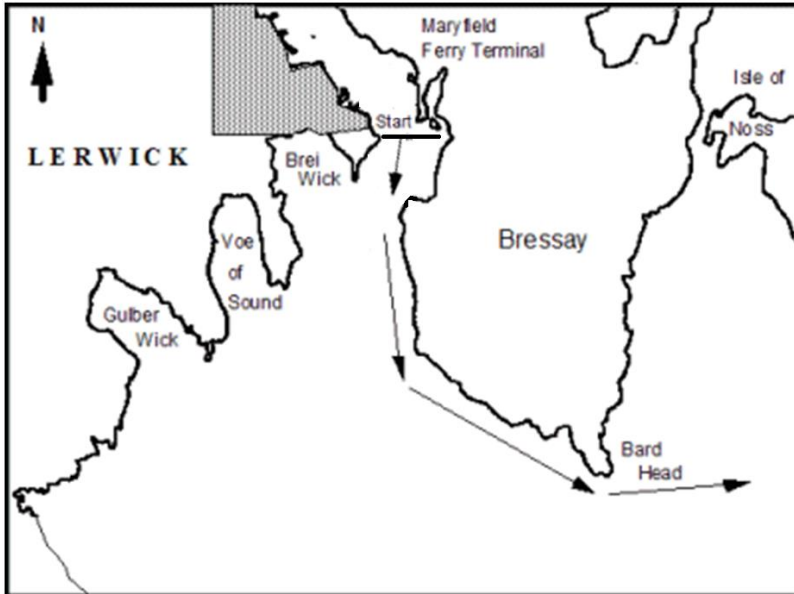 N
Maryfield
Ferry Terminal
Isle of
Noss
Start
LERWICK
Brei
Wick
Voe
of
Sound
Bressay
Gulber
Wick
Bard
Head